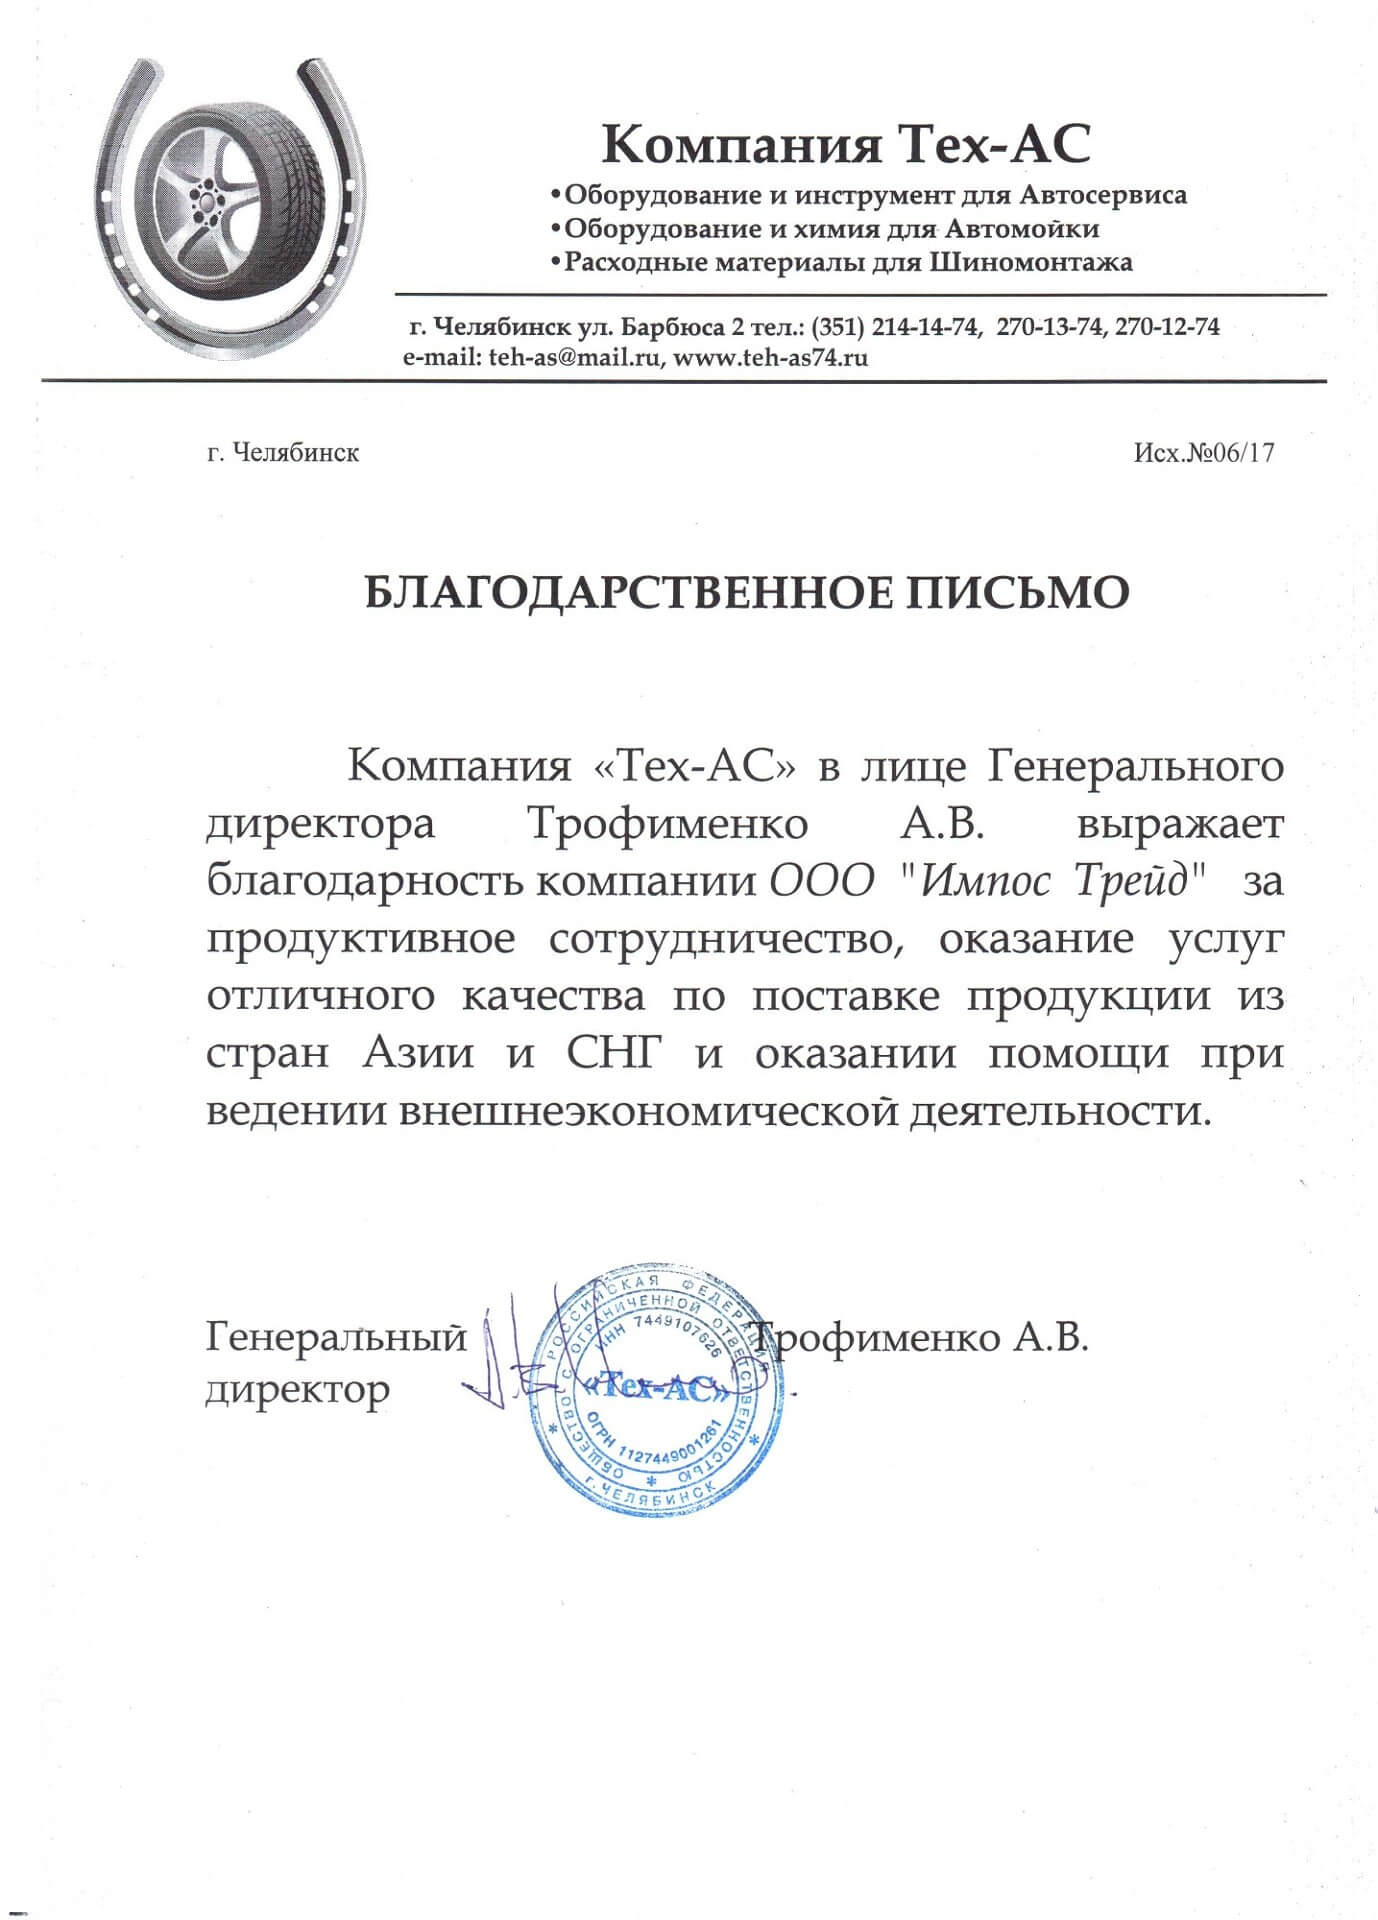 Компания Тех-АС
•Оборудование и инструмент для Автосервиса
•Оборудование и химия для Автомойки
•Расходные материалы для Шиномонтажа
г. Челябинск ул. Барбюса 2 тел.: (351) 214-14-74, 270-13-74, 270-12-74
e-mail: teh-as@mail.ru, www.teh-as74.ru
г. Челябинск Исх.№06/17
БЛАГОДАРСТВЕННОЕ ПИСЬМО
Компания «Тех-АС» в лице Генерального
директора Трофименко А.В. выражает
благодарность компании ООО "Импос Трейд" за
продуктивное сотрудничество, оказание услуг
отличного качества по поставке продукции из
стран Азии и СНГ и оказании помощи при
ведении внешнеэкономической деятельности.
Генеральный Трофименко А.В.
директор
РОССИЙСКАЯ ФЕДЕРАЦИЯ
* г. ЧЕЛЯБИНСК *
ОБЩЕСТВО С ОГРАНИЧЕННОЙ ОТВЕТСТВЕННОСТЬЮ *
ИНН 7449107626
«Тех-АС»
ОГРН 1127449001261